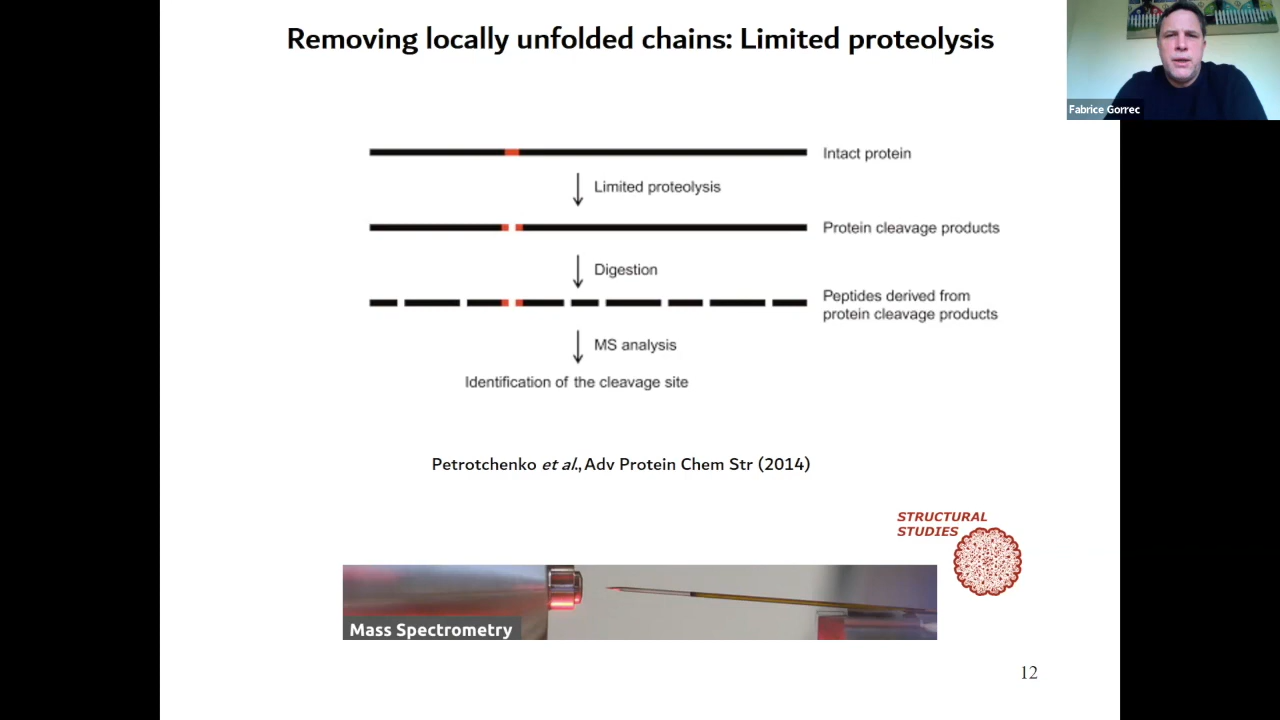 Removing locally unfolded chains: Limited proteolysis
Fabrice Gorrec
Intact protein
Limited proteolysis
Protein cleavage products
Digestion
Peptides derived from
protein cleavage products
MS analysis
Identification of the cleavage site
Petrotchenko et al., Adv Protein Chem Str (2014)
STRUCTURAL
STUDIES
Mass Spectrometry
12